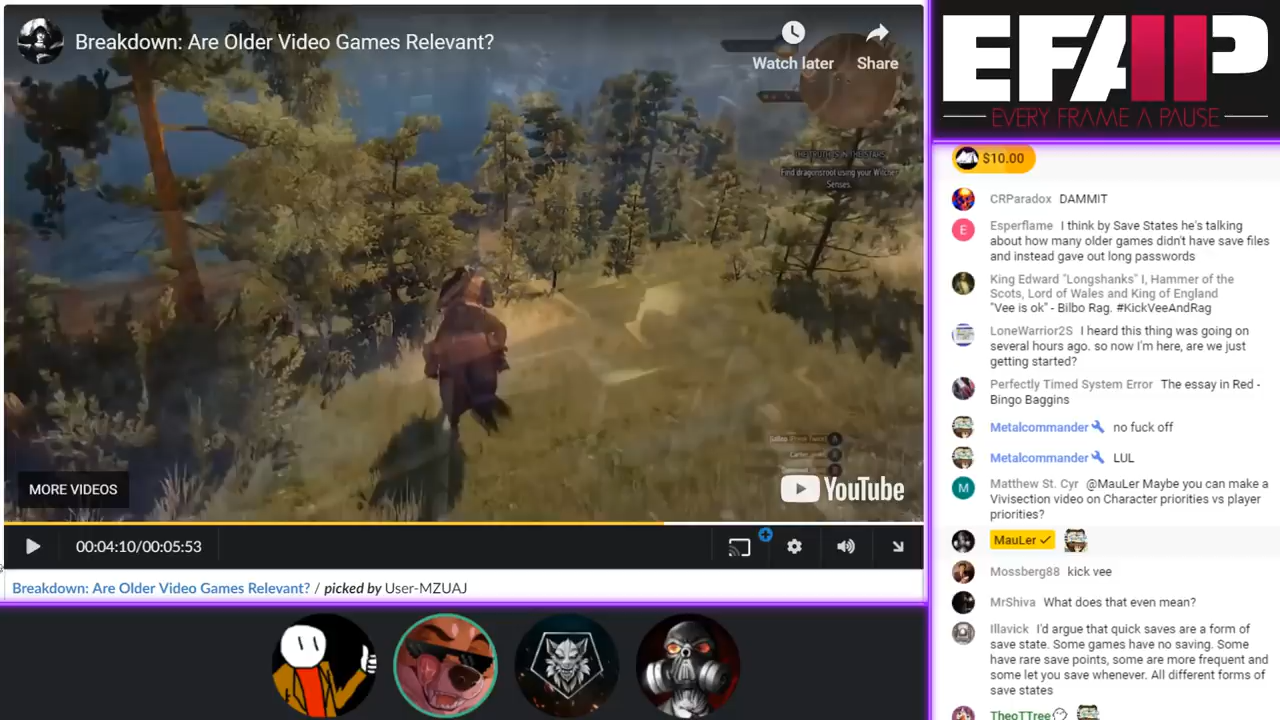 Breakdown: Are Older Video Games Relevant?
Watch later
Share
Find dragonroot using your Witcher
Senses.
MORE VIDEOS
YouTube
00:04:10/00:05:53
Breakdown: Are Older Video Games Relevant? / picked by User-MZUAJ
EFAP
EVERY FRAME A PAUSE
$10.00
CRParadox DAMMIT
E
Esperflame I think by Save States he's talking
about how many older games didn't have save files
and instead gave out long passwords
King Edward "Longshanks" I, Hammer of the
Scots, Lord of Wales and King of England
"Vee is ok" - Bilbo Rag. #KickVeeAndRag
LoneWarrior2S I heard this thing was going on
several hours ago. so now I'm here, are we just
getting started?
Perfectly Timed System Error The essay in Red -
Bingo Baggins
Metalcommander no fuck off
Metalcommander LUL
M
Matthew St. Cyr @MauLer Maybe you can make a
Vivisection video on Character priorities vs player
priorities?
MauLer
Mossberg88 kick vee
MrShiva What does that even mean?
Illavick I'd argue that quick saves are a form of
save state. Some games have no saving. Some
have rare save points, some are more frequent and
some let you save whenever. All different forms of
save states
TheoTTree